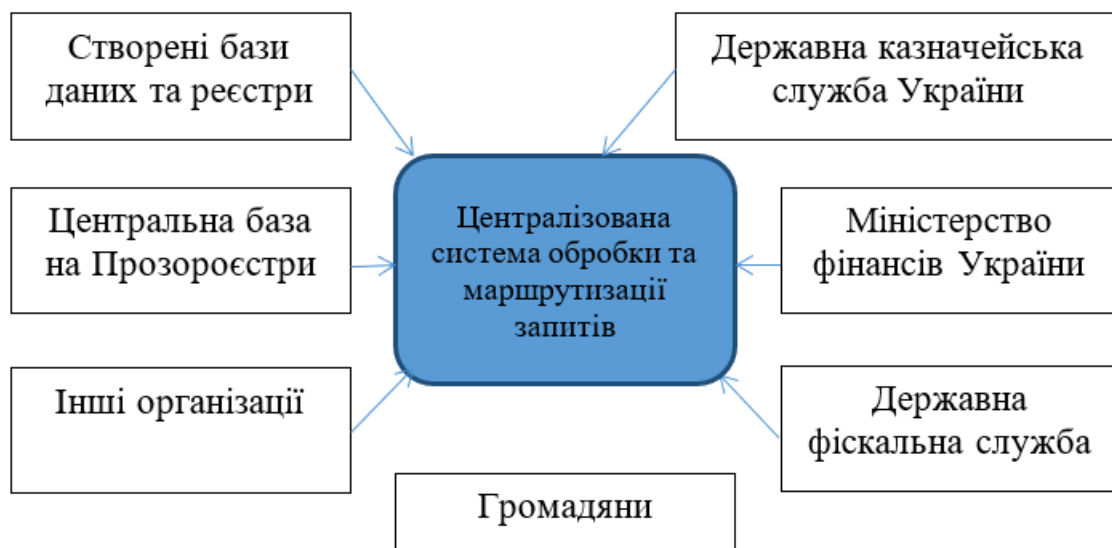 Створені бази
даних та реєстри
Державна казначейська
служба України
Центральна база
на Прозороєстри
Централізована
система обробки та
маршрутизації
запитів
Міністерство
фінансів України
Інші організації
Державна
фіскальна служба
Громадяни